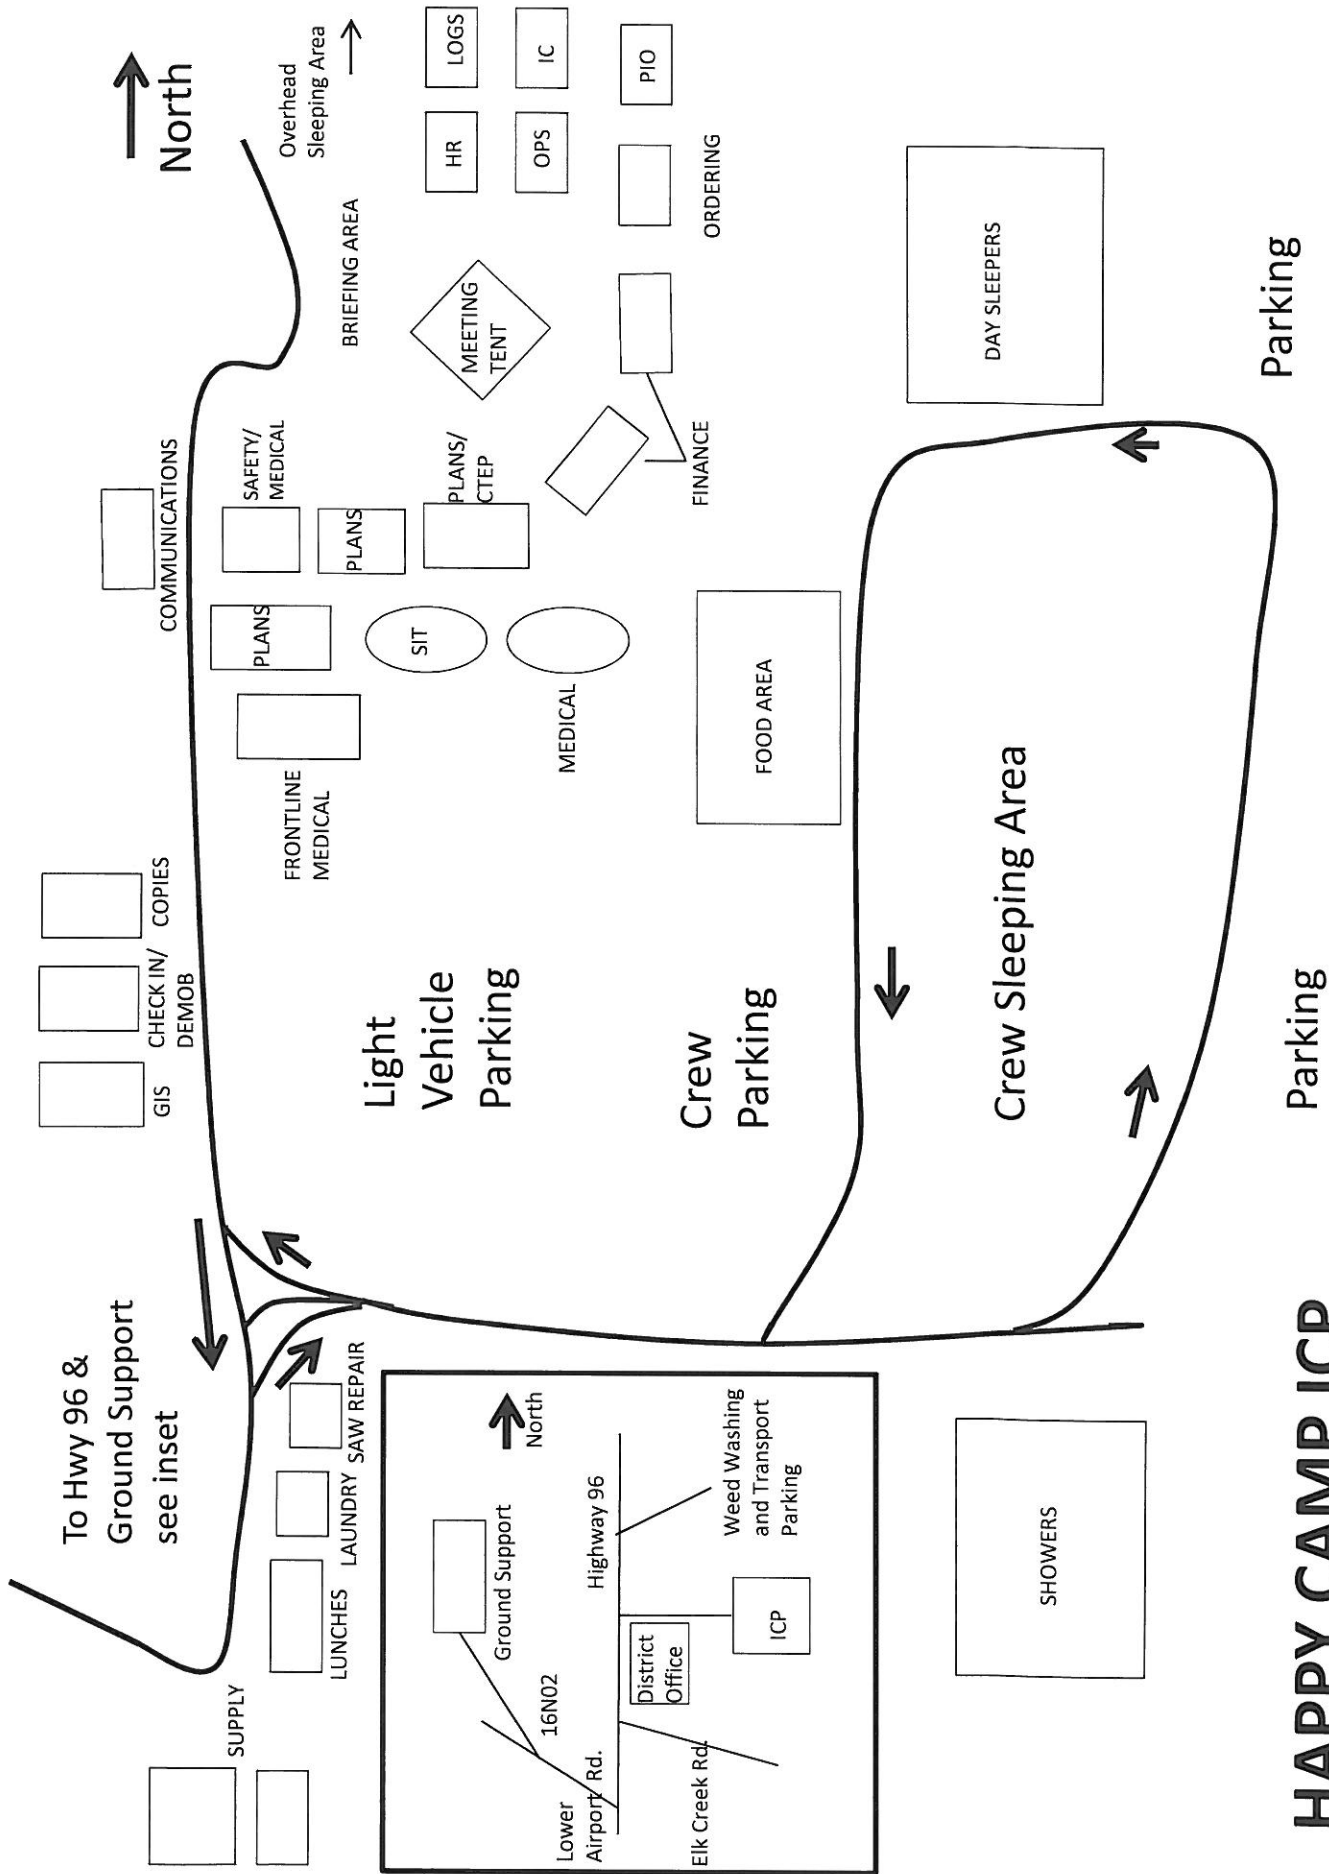 North
Overhead
Sleeping Area
To Hwy 96 &
Ground Support
see inset
GIS
CHECK IN/
DEMOB
COPIES
COMMUNICATIONS
SUPPLY
LUNCHES
LAUNDRY
SAW REPAIR
FRONTLINE
MEDICAL
PLANS
SAFETY/
MEDICAL
PLANS
SIT
PLANS/
CTEP
MEDICAL
BRIEFING AREA
MEETING
TENT
HR
LOGS
OPS
IC
PIO
ORDERING
FINANCE
Light
Vehicle
Parking
Crew
Parking
FOOD AREA
DAY SLEEPERS
Crew Sleeping Area
SHOWERS
Parking
Parking
North
Ground Support
16N02
Lower
Airport Rd.
Highway 96
Elk Creek Rd.
District
Office
ICP
Weed Washing
and Transport
Parking
HAPPY CAMP ICP